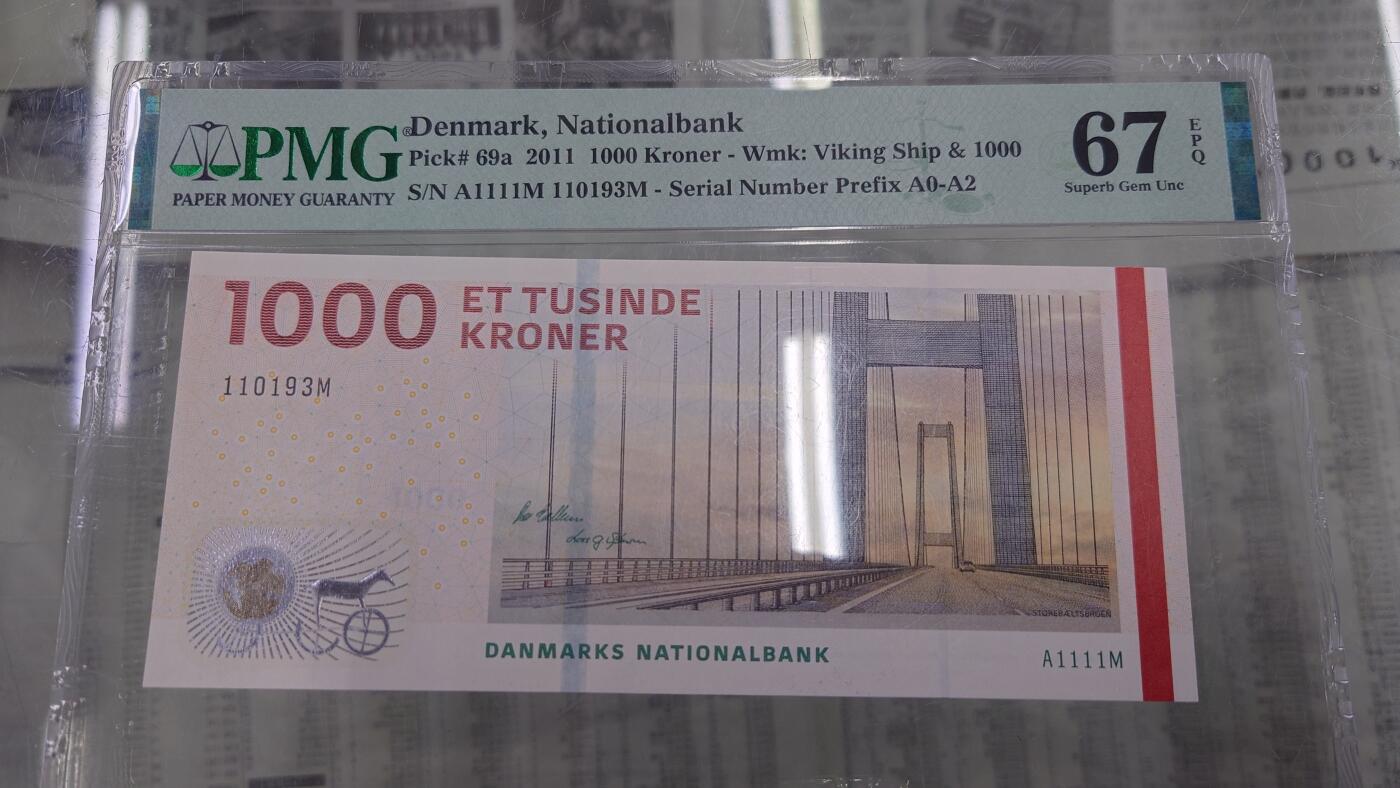 PMG®
PAPER MONEY GUARANTY
Denmark, Nationalbank
Pick# 69a 2011 1000 Kroner - Wmk: Viking Ship & 1000
S/N A1111M 110193M - Serial Number Prefix A0-A2
67
EPQ
Superb Gem Unc
1000 ET TUSINDE
KRONER
110193M
1000
STOREBÆLTSBROEN
DANMARKS NATIONALBANK
A1111M